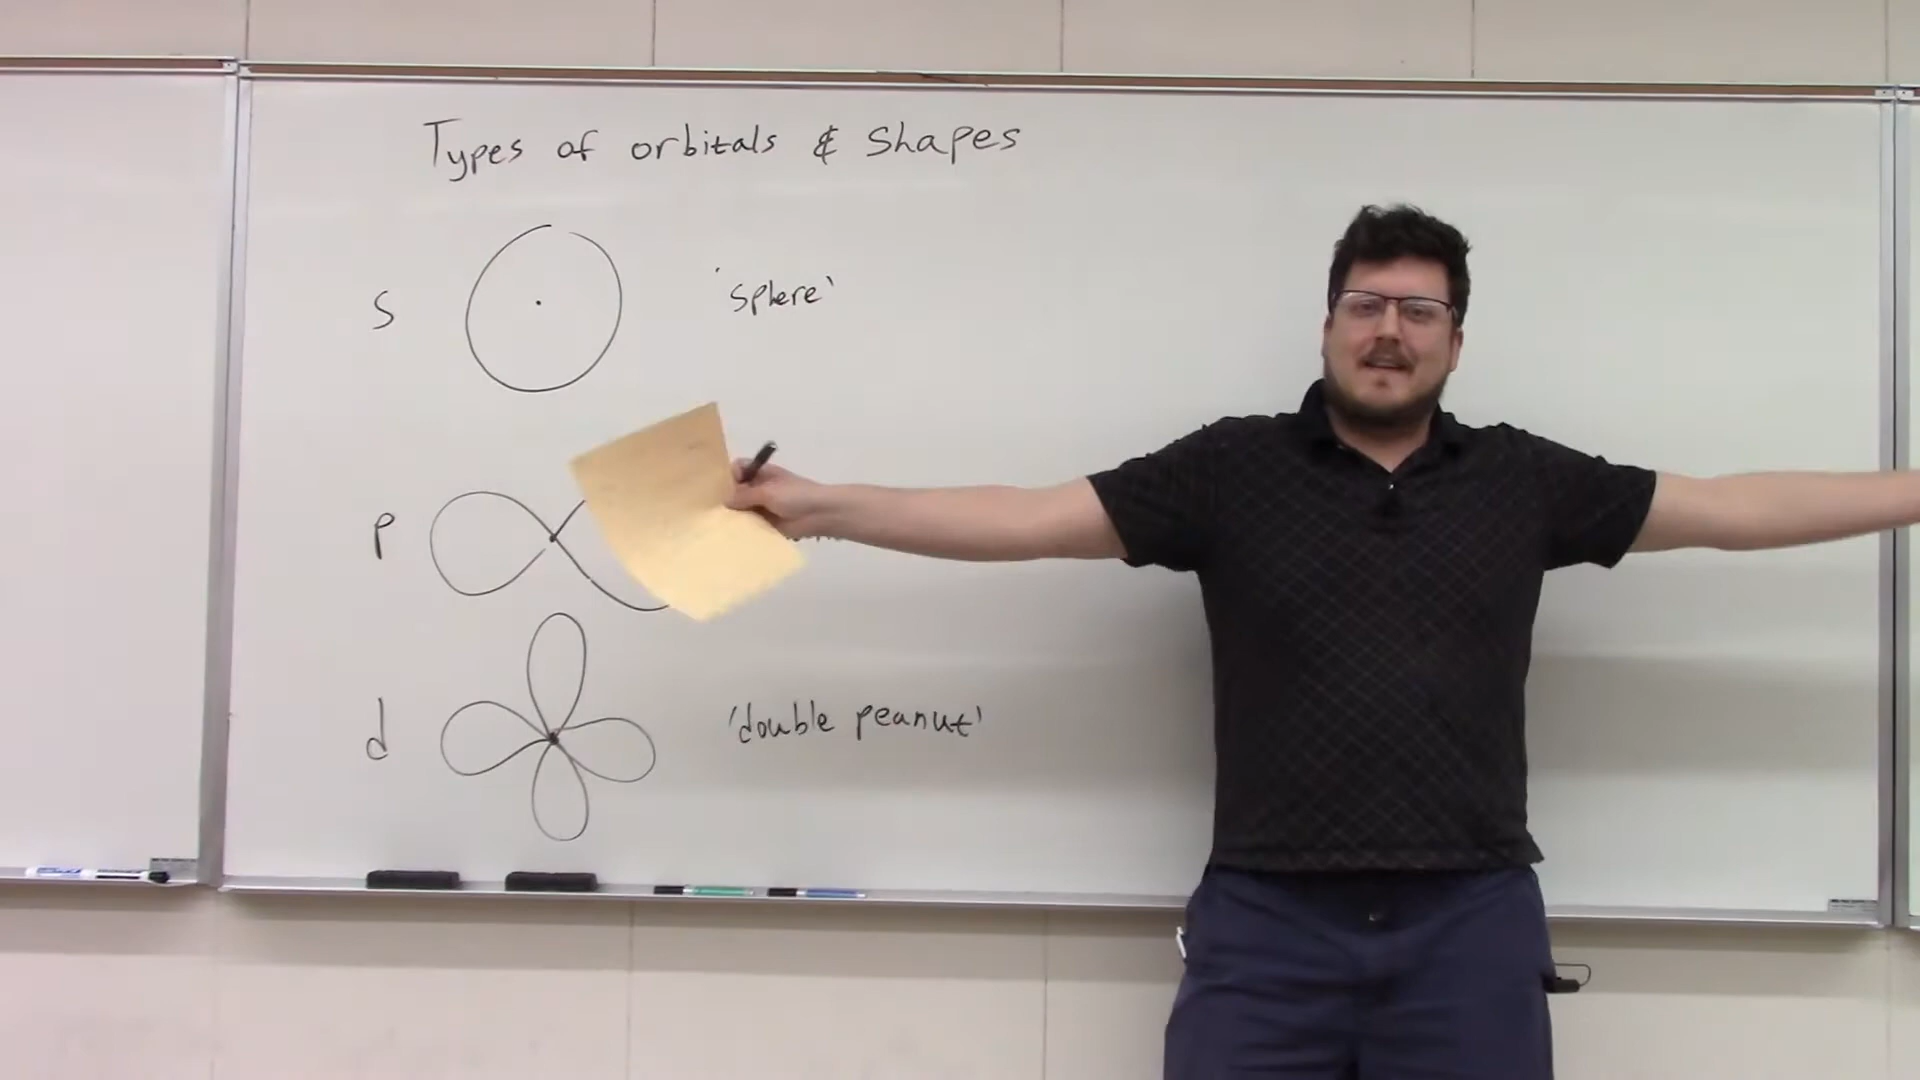 Types of orbitals & Shapes
S 'sphere'
P
d 'double peanut'